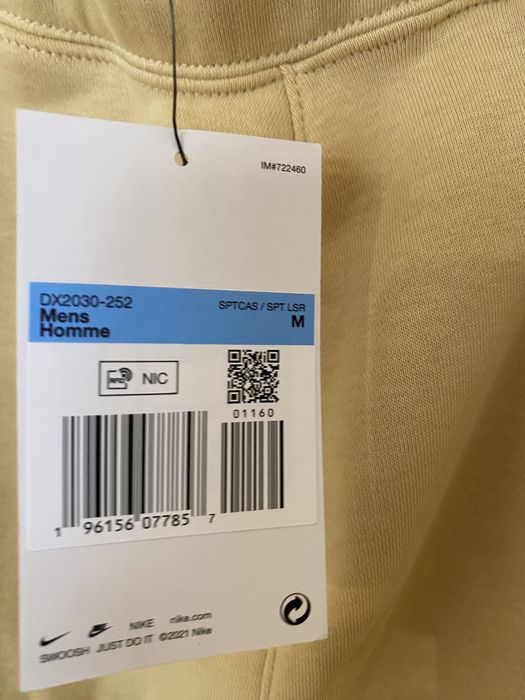 IM#722460
DX2030-252
SPTCAS / SPT LSR
Mens
M
Homme
RFID
NIC
01160
1 96156 07785 7
NIKE nike.com
SWOOSH JUST DO IT ©2021 Nike